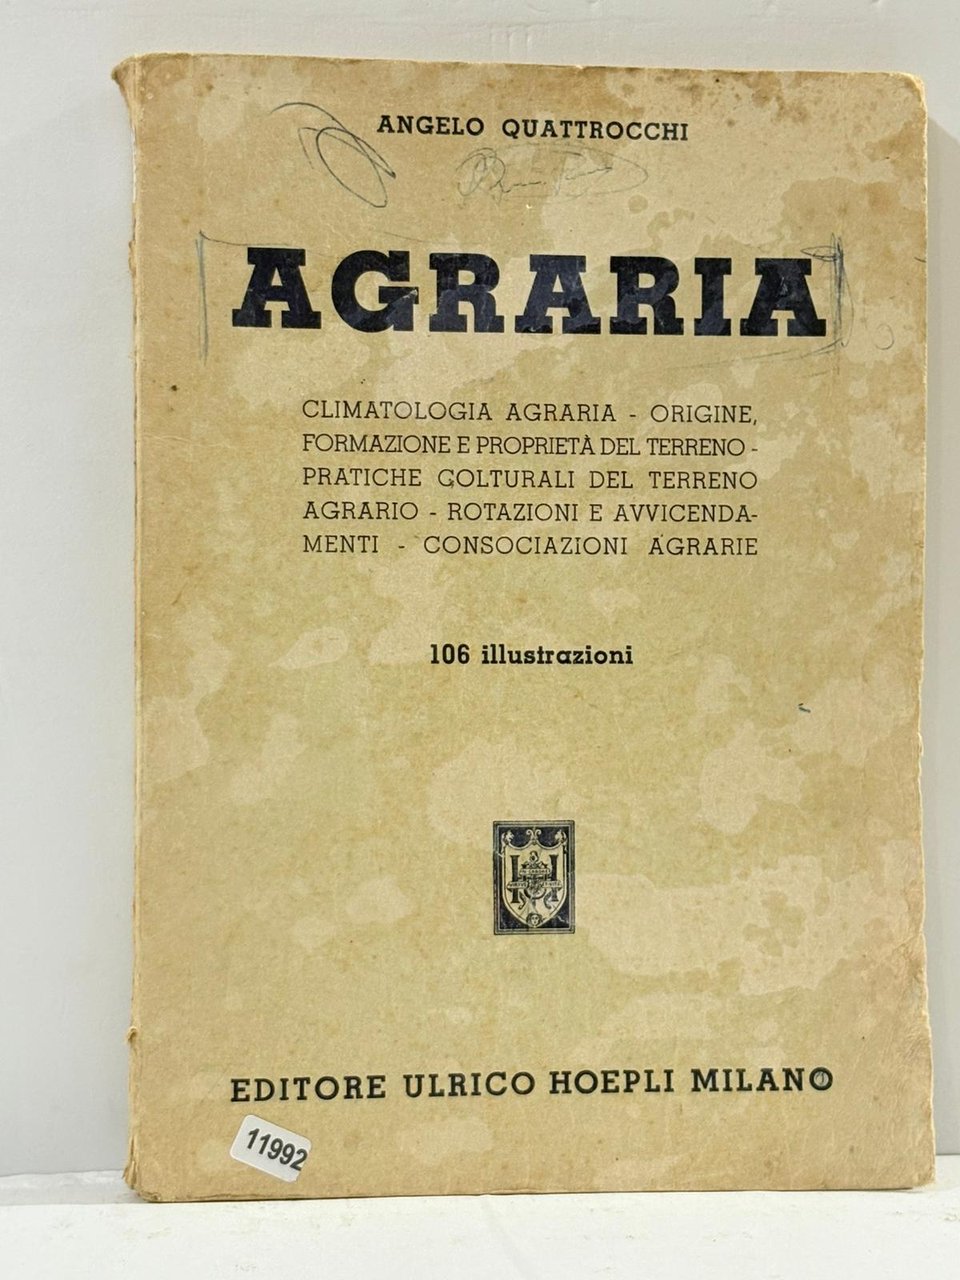 ANGELO QUATTROCCHI
AGRARIA
CLIMATOLOGIA AGRARIA - ORIGINE,
FORMAZIONE E PROPRIETÀ DEL TERRENO -
PRATICHE COLTURALI DEL TERRENO
AGRARIO - ROTAZIONI E AVVICENDA-
MENTI - CONSOCIAZIONI AGRARIE
106 illustrazioni
H
EDITORE ULRICO HOEPLI MILANO
11992